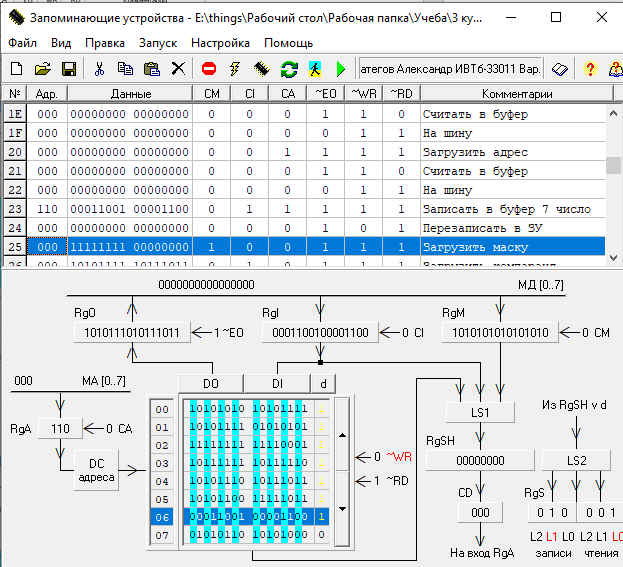 Запоминающие устройства - E:\things\Рабочий стол\Рабочая папка\Учеба\3 ку...
Файл Вид Правка Запуск Настройка Помощь
атегов Александр ИВТб-33011 Вар.
№ Адр. Данные CM CI CA ~EO ~WR ~RD Комментарии
1E 000 00000000 00000000 0 0 0 1 1 0 Считать в буфер
1F 000 00000000 00000000 0 0 0 0 1 1 На шину
20 000 00000000 00000000 0 0 1 1 1 1 Загрузить адрес
21 000 00000000 00000000 0 0 0 1 1 0 Считать в буфер
22 000 00000000 00000000 0 0 0 0 1 1 На шину
23 110 00011001 00001100 0 1 1 1 1 1 Записать в буфер 7 число
24 000 00000000 00000000 0 0 0 1 0 1 Перезаписать в ЗУ
25 000 11111111 00000000 1 0 0 1 1 1 Загрузить маску
26 000 10101111 10111011 0 1 0 1 1 1 Загрузить компаранд
0000000000000000 МД [0..7]
RgO RgI RgM
1010111010111011 1 ~EO 0001100100001100 0 CI 1010101010101010 0 CM
000 МА [0..7]
DO DI d
RgA 110 0 CA
LS1
Из RgSH v d
00 10101010 10101111
01 10101111 01010101
02 11111111 11110001
03 10111111 10101110
04 10101110 10111110
05 10101100 11111011
06 00011001 00001100 1
07 01010110 10101110 0
DC
адреса
0 ~WR
1 ~RD
RgSH
00000000
LS2
CD
000
RgS
0 1 0 0 0 1
L2 L1 L0 L2 L1 L0
записи чтения
На вход RgA